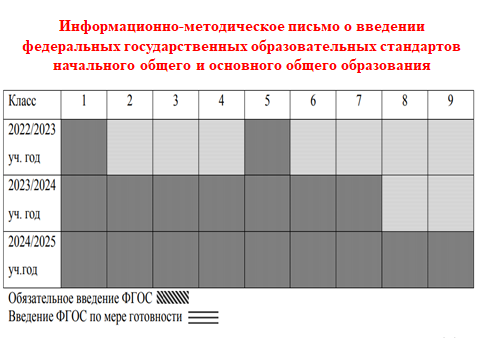 Информационно-методическое письмо о введении
федеральных государственных образовательных стандартов
начального общего и основного общего образования
Класс 1 2 3 4 5 6 7 8 9
2022/2023
уч. год
2023/2024
уч. год
2024/2025
уч.год
Обязательное введение ФГОС
Введение ФГОС по мере готовности